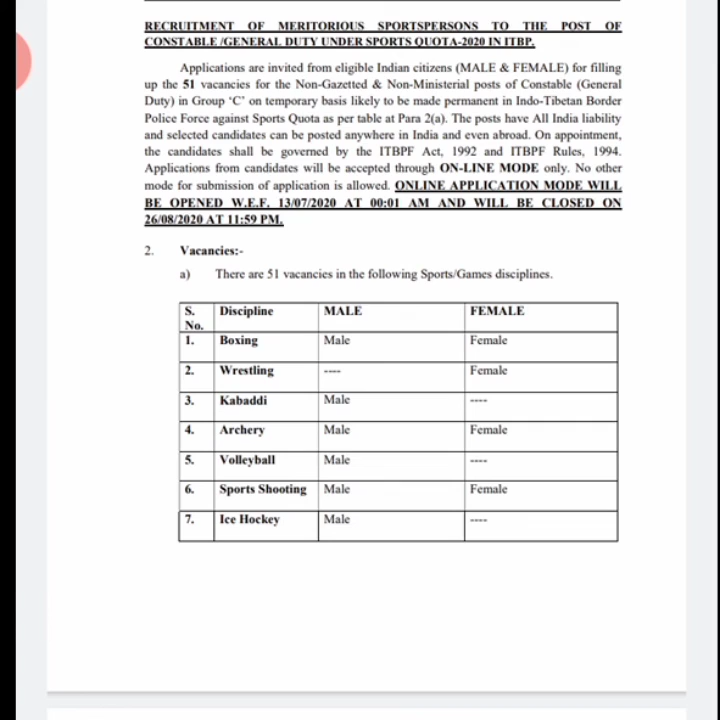 RECRUITMENT OF MERITORIOUS SPORTSPERSONS TO THE POST OF
CONSTABLE /GENERAL DUTY UNDER SPORTS QUOTA-2020 IN ITBP.
Applications are invited from eligible Indian citizens (MALE & FEMALE) for filling
up the 51 vacancies for the Non-Gazetted & Non-Ministerial posts of Constable (General
Duty) in Group 'C' on temporary basis likely to be made permanent in Indo-Tibetan Border
Police Force against Sports Quota as per table at Para 2(a). The posts have All India liability
and selected candidates can be posted anywhere in India and even abroad. On appointment,
the candidates shall be governed by the ITBPF Act, 1992 and ITBPF Rules, 1994.
Applications from candidates will be accepted through ON-LINE MODE only. No other
mode for submission of application is allowed. ONLINE APPLICATION MODE WILL
BE OPENED W.E.F. 13/07/2020 AT 00:01 AM AND WILL BE CLOSED ON
26/08/2020 AT 11:59 PM.
2. Vacancies:-
a) There are 51 vacancies in the following Sports/Games disciplines.
S. No. Discipline MALE FEMALE
1. Boxing Male Female
2. Wrestling ---- Female
3. Kabaddi Male ----
4. Archery Male Female
5. Volleyball Male ----
6. Sports Shooting Male Female
7. Ice Hockey Male ----